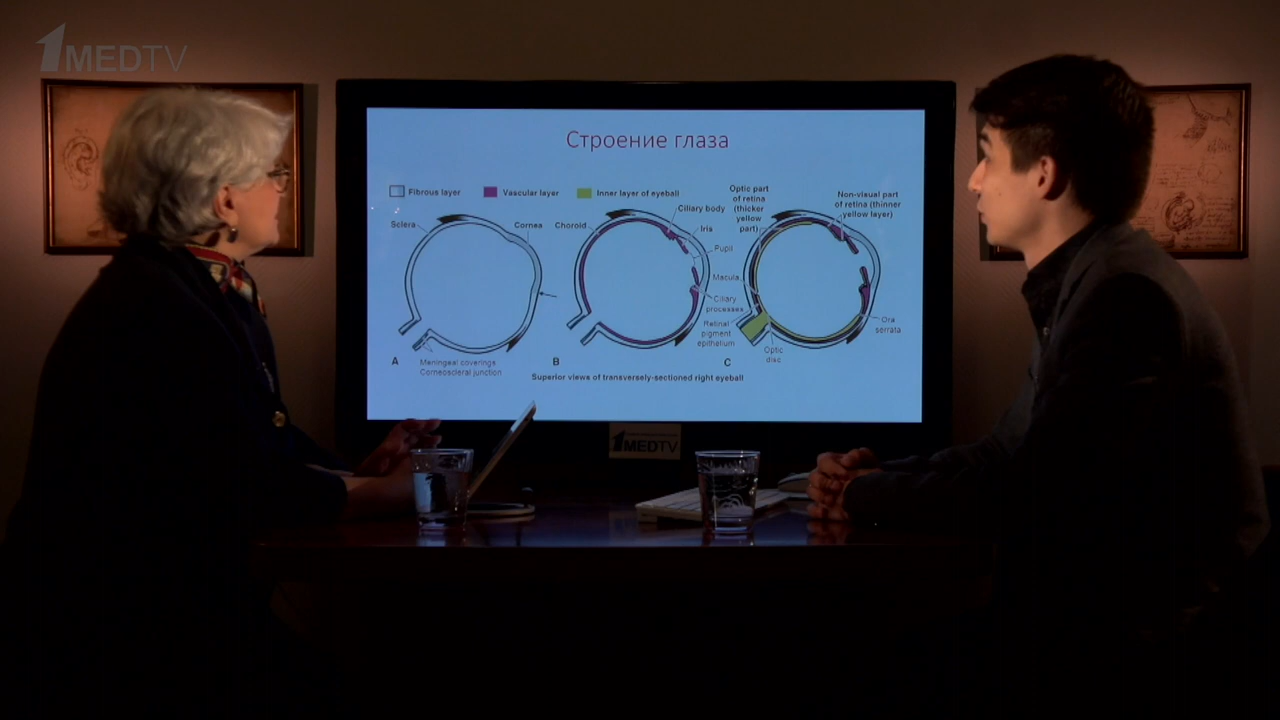 1MEDTV
Строение глаза
Fibrous layer
Vascular layer
Inner layer of eyeball
Sclera
Cornea
Meningeal coverings
Corneoscleral junction
A
Choroid
Ciliary body
Iris
Pupil
Ciliary
processes
B
Optic part
of retina
(thicker
yellow
part)
Non-visual part
of retina (thinner
yellow layer)
Macula
Retinal
pigment
epithelium
Optic
disc
Ora
serrata
C
Superior views of transversely-sectioned right eyeball
1MEDTV